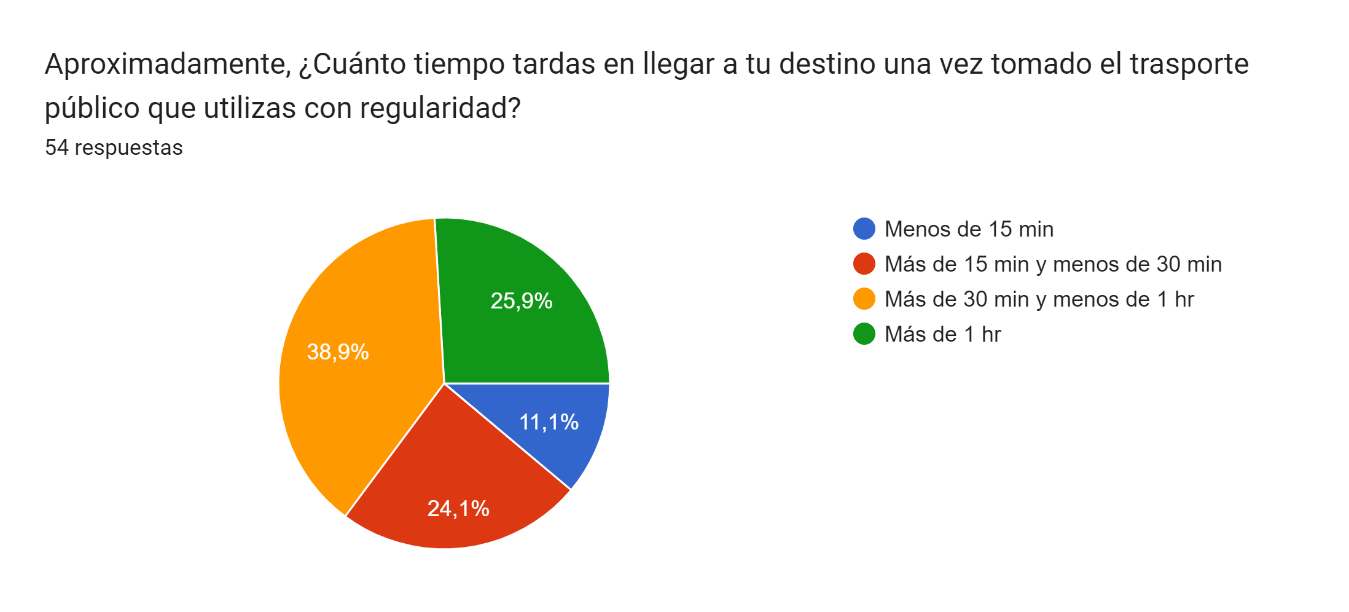 Aproximadamente, ¿Cuánto tiempo tardas en llegar a tu destino una vez tomado el trasporte
público que utilizas con regularidad?
54 respuestas
Menos de 15 min
Más de 15 min y menos de 30 min
Más de 30 min y menos de 1 hr
Más de 1 hr
25,9%
38,9%
11,1%
24,1%